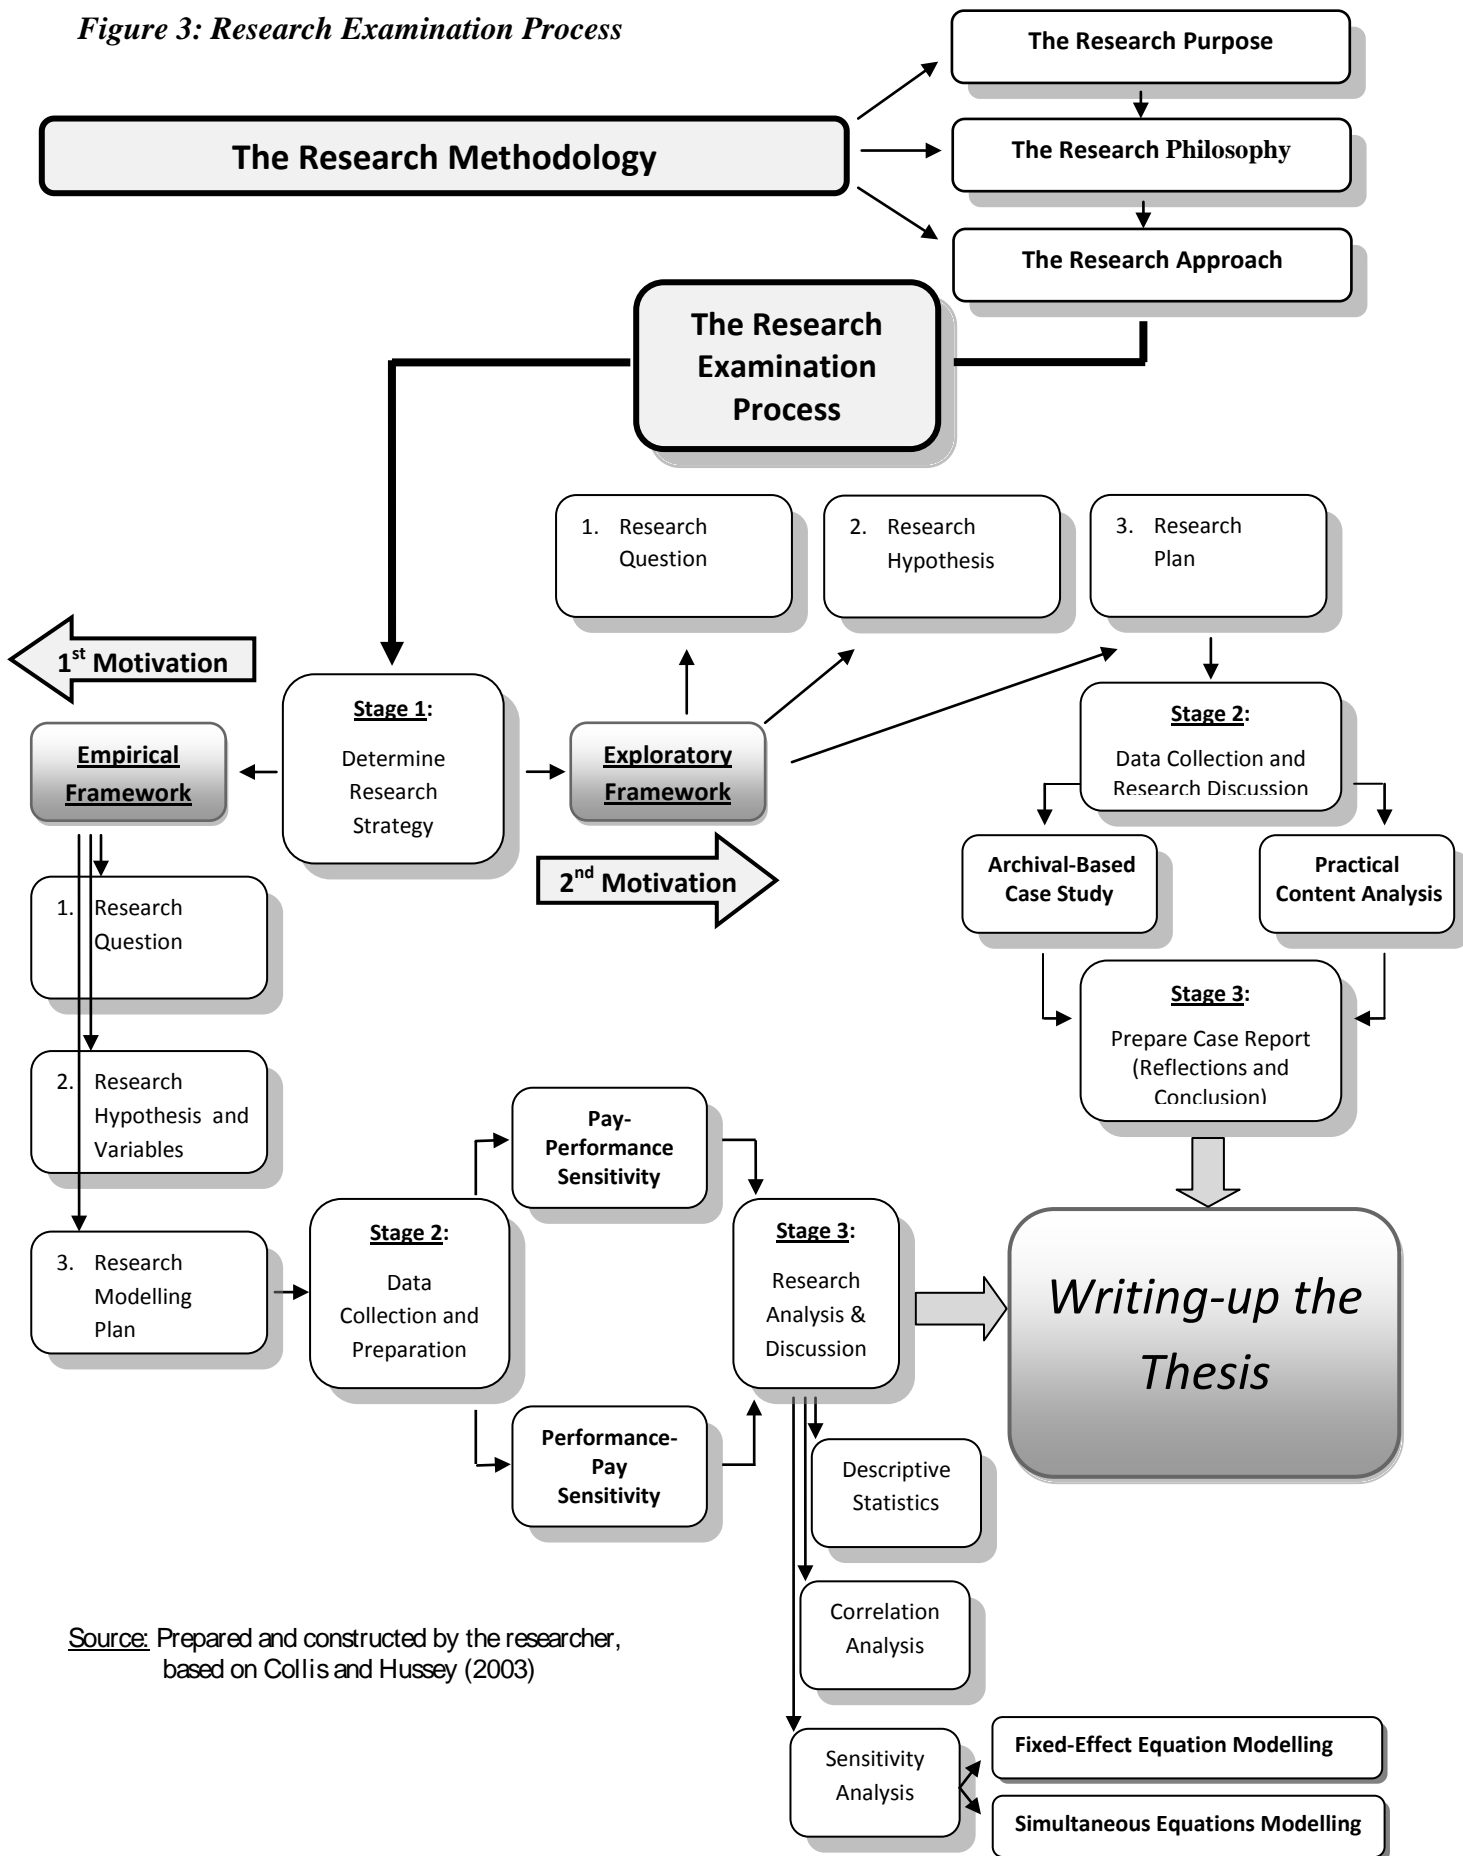 Figure 3: Research Examination Process
The Research Purpose
The Research Methodology
The Research Philosophy
The Research Approach
The Research
Examination
Process
1. Research
Question
2. Research
Hypothesis
3. Research
Plan
1st Motivation
Stage 1:
Determine
Research
Strategy
Empirical
Framework
Exploratory
Framework
2nd Motivation
Stage 2:
Data Collection and
Research Discussion
Archival-Based
Case Study
Practical
Content Analysis
Stage 3:
Prepare Case Report
(Reflections and
Conclusion)
1. Research
Question
2. Research
Hypothesis and
Variables
3. Research
Modelling
Plan
Stage 2:
Data
Collection and
Preparation
Pay-
Performance
Sensitivity
Performance-
Pay
Sensitivity
Stage 3:
Research
Analysis &
Discussion
Writing-up the
Thesis
Descriptive
Statistics
Correlation
Analysis
Sensitivity
Analysis
Fixed-Effect Equation Modelling
Simultaneous Equations Modelling
Source: Prepared and constructed by the researcher,
based on Collis and Hussey (2003)